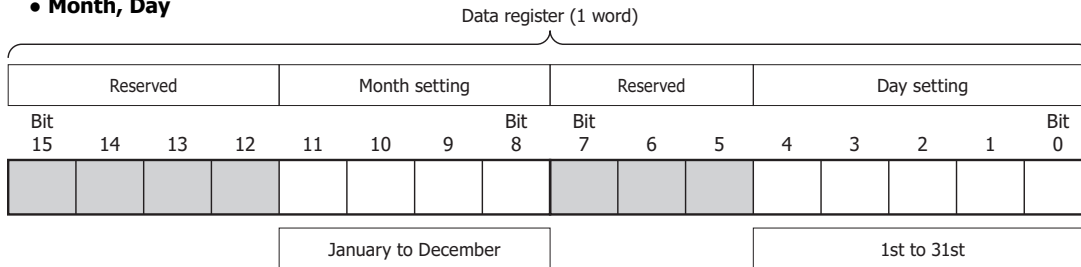 ● Month, Day
Data register (1 word)
Reserved Month setting Reserved Day setting
Bit Bit Bit Bit
15 14 13 12 11 10 9 8 7 6 5 4 3 2 1 0
January to December 1st to 31st